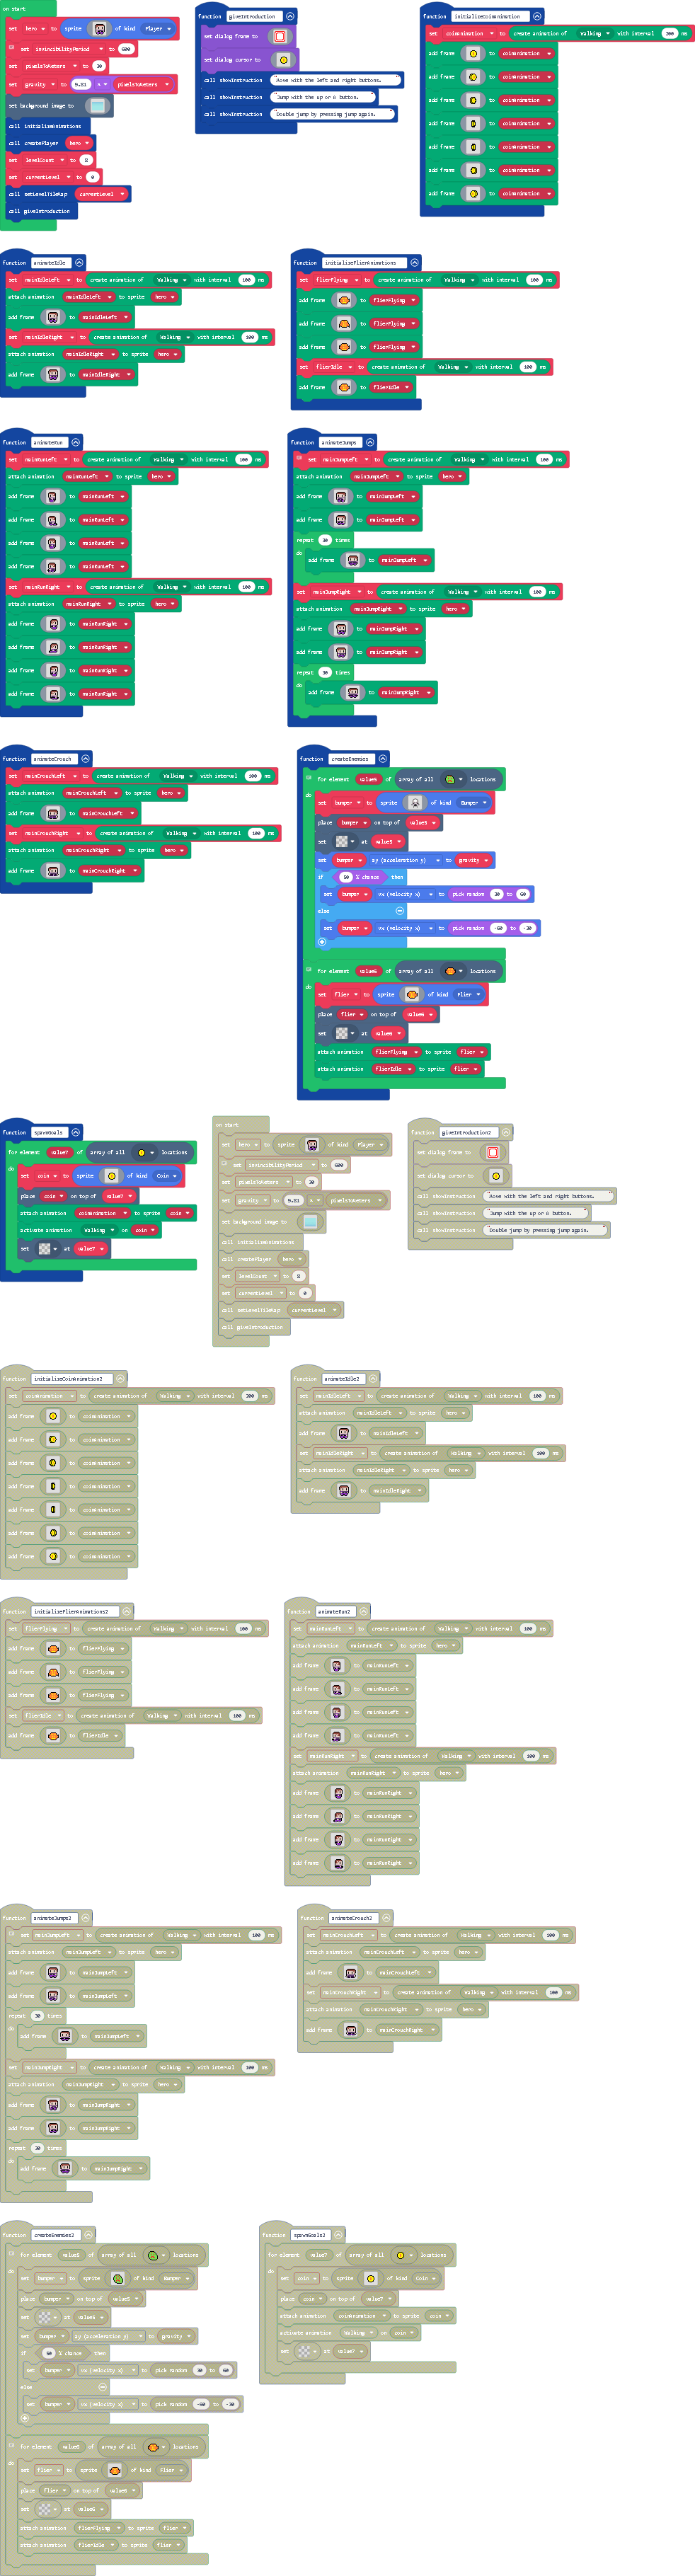 on start
set hero to sprite of kind Player
set invincibilityPeriod to 600
set pixelsToMeters to 30
set gravity to 9.81 x pixelsToMeters
set background image to
call initializeAnimations
call createPlayer hero
set levelCount to 8
set currentLevel to 0
call setLevelTileMap currentLevel
call giveIntroduction
function giveIntroduction
set dialog frame to
set dialog cursor to
call showInstruction "Move with the left and right buttons."
call showInstruction "Jump with the up or A button."
call showInstruction "Double jump by pressing jump again."
function initializeCoinAnimation
set coinAnimation to create animation of Walking with interval 200 ms
add frame to coinAnimation
add frame to coinAnimation
add frame to coinAnimation
add frame to coinAnimation
add frame to coinAnimation
add frame to coinAnimation
add frame to coinAnimation
function animateIdle
set mainIdleLeft to create animation of Walking with interval 100 ms
attach animation mainIdleLeft to sprite hero
add frame to mainIdleLeft
set mainIdleRight to create animation of Walking with interval 100 ms
attach animation mainIdleRight to sprite hero
add frame to mainIdleRight
function initializeFlierAnimations
set flierFlying to create animation of Walking with interval 100 ms
add frame to flierFlying
add frame to flierFlying
add frame to flierFlying
set flierIdle to create animation of Walking with interval 100 ms
add frame to flierIdle
function animateRun
set mainRunLeft to create animation of Walking with interval 100 ms
attach animation mainRunLeft to sprite hero
add frame to mainRunLeft
add frame to mainRunLeft
add frame to mainRunLeft
add frame to mainRunLeft
set mainRunRight to create animation of Walking with interval 100 ms
attach animation mainRunRight to sprite hero
add frame to mainRunRight
add frame to mainRunRight
add frame to mainRunRight
add frame to mainRunRight
function animateJumps
set mainJumpLeft to create animation of Walking with interval 100 ms
attach animation mainJumpLeft to sprite hero
add frame to mainJumpLeft
add frame to mainJumpLeft
repeat 30 times
do add frame to mainJumpLeft
set mainJumpRight to create animation of Walking with interval 100 ms
attach animation mainJumpRight to sprite hero
add frame to mainJumpRight
add frame to mainJumpRight
repeat 30 times
do add frame to mainJumpRight
function animateCrouch
set mainCrouchLeft to create animation of Walking with interval 100 ms
attach animation mainCrouchLeft to sprite hero
add frame to mainCrouchLeft
set mainCrouchRight to create animation of Walking with interval 100 ms
attach animation mainCrouchRight to sprite hero
add frame to mainCrouchRight
function createEnemies
for element value5 of array of all locations
do set bumper to sprite of kind Bumper
place bumper on top of value5
set at value5
set bumper ay (acceleration y) to gravity
if 50 % chance then
set bumper vx (velocity x) to pick random 30 to 60
else
set bumper vx (velocity x) to pick random -60 to -30
for element value6 of array of all locations
do set flier to sprite of kind Flier
place flier on top of value6
set at value6
attach animation flierFlying to sprite flier
attach animation flierIdle to sprite flier
function spawnGoals
for element value7 of array of all locations
do set coin to sprite of kind Coin
place coin on top of value7
attach animation coinAnimation to sprite coin
activate animation Walking on coin
set at value7
on start
set hero to sprite of kind Player
set invincibilityPeriod to 600
set pixelsToMeters to 30
set gravity to 9.81 x pixelsToMeters
set background image to
call initializeAnimations
call createPlayer hero
set levelCount to 8
set currentLevel to 0
call setLevelTileMap currentLevel
call giveIntroduction
function giveIntroduction2
set dialog frame to
set dialog cursor to
call showInstruction "Move with the left and right buttons."
call showInstruction "Jump with the up or A button."
call showInstruction "Double jump by pressing jump again."
function initializeCoinAnimation2
set coinAnimation to create animation of Walking with interval 200 ms
add frame to coinAnimation
add frame to coinAnimation
add frame to coinAnimation
add frame to coinAnimation
add frame to coinAnimation
add frame to coinAnimation
add frame to coinAnimation
function animateIdle2
set mainIdleLeft to create animation of Walking with interval 100 ms
attach animation mainIdleLeft to sprite hero
add frame to mainIdleLeft
set mainIdleRight to create animation of Walking with interval 100 ms
attach animation mainIdleRight to sprite hero
add frame to mainIdleRight
function initializeFlierAnimations2
set flierFlying to create animation of Walking with interval 100 ms
add frame to flierFlying
add frame to flierFlying
add frame to flierFlying
set flierIdle to create animation of Walking with interval 100 ms
add frame to flierIdle
function animateRun2
set mainRunLeft to create animation of Walking with interval 100 ms
attach animation mainRunLeft to sprite hero
add frame to mainRunLeft
add frame to mainRunLeft
add frame to mainRunLeft
add frame to mainRunLeft
set mainRunRight to create animation of Walking with interval 100 ms
attach animation mainRunRight to sprite hero
add frame to mainRunRight
add frame to mainRunRight
add frame to mainRunRight
add frame to mainRunRight
function animateJumps2
set mainJumpLeft to create animation of Walking with interval 100 ms
attach animation mainJumpLeft to sprite hero
add frame to mainJumpLeft
add frame to mainJumpLeft
repeat 30 times
do add frame to mainJumpLeft
set mainJumpRight to create animation of Walking with interval 100 ms
attach animation mainJumpRight to sprite hero
add frame to mainJumpRight
add frame to mainJumpRight
repeat 30 times
do add frame to mainJumpRight
function animateCrouch2
set mainCrouchLeft to create animation of Walking with interval 100 ms
attach animation mainCrouchLeft to sprite hero
add frame to mainCrouchLeft
set mainCrouchRight to create animation of Walking with interval 100 ms
attach animation mainCrouchRight to sprite hero
add frame to mainCrouchRight
function createEnemies2
for element value5 of array of all locations
do set bumper to sprite of kind Bumper
place bumper on top of value5
set at value5
set bumper ay (acceleration y) to gravity
if 50 % chance then
set bumper vx (velocity x) to pick random 30 to 60
else
set bumper vx (velocity x) to pick random -60 to -30
for element value6 of array of all locations
do set flier to sprite of kind Flier
place flier on top of value6
set at value6
attach animation flierFlying to sprite flier
attach animation flierIdle to sprite flier
function spawnGoals2
for element value7 of array of all locations
do set coin to sprite of kind Coin
place coin on top of value7
attach animation coinAnimation to sprite coin
activate animation Walking on coin
set at value7